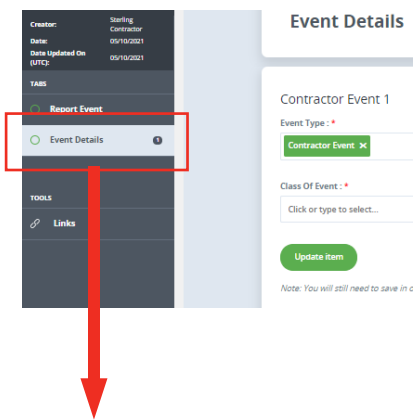 Creator:
Sterling
Contractor
Date:
05/10/2021
Date Updated On
(UTC):
05/10/2021
TABS
Report Event
Event Details
1
TOOLS
Links
Event Details
Contractor Event 1
Event Type : *
Contractor Event ×
Class Of Event : *
Click or type to select...
Update item
Note: You will still need to save in o